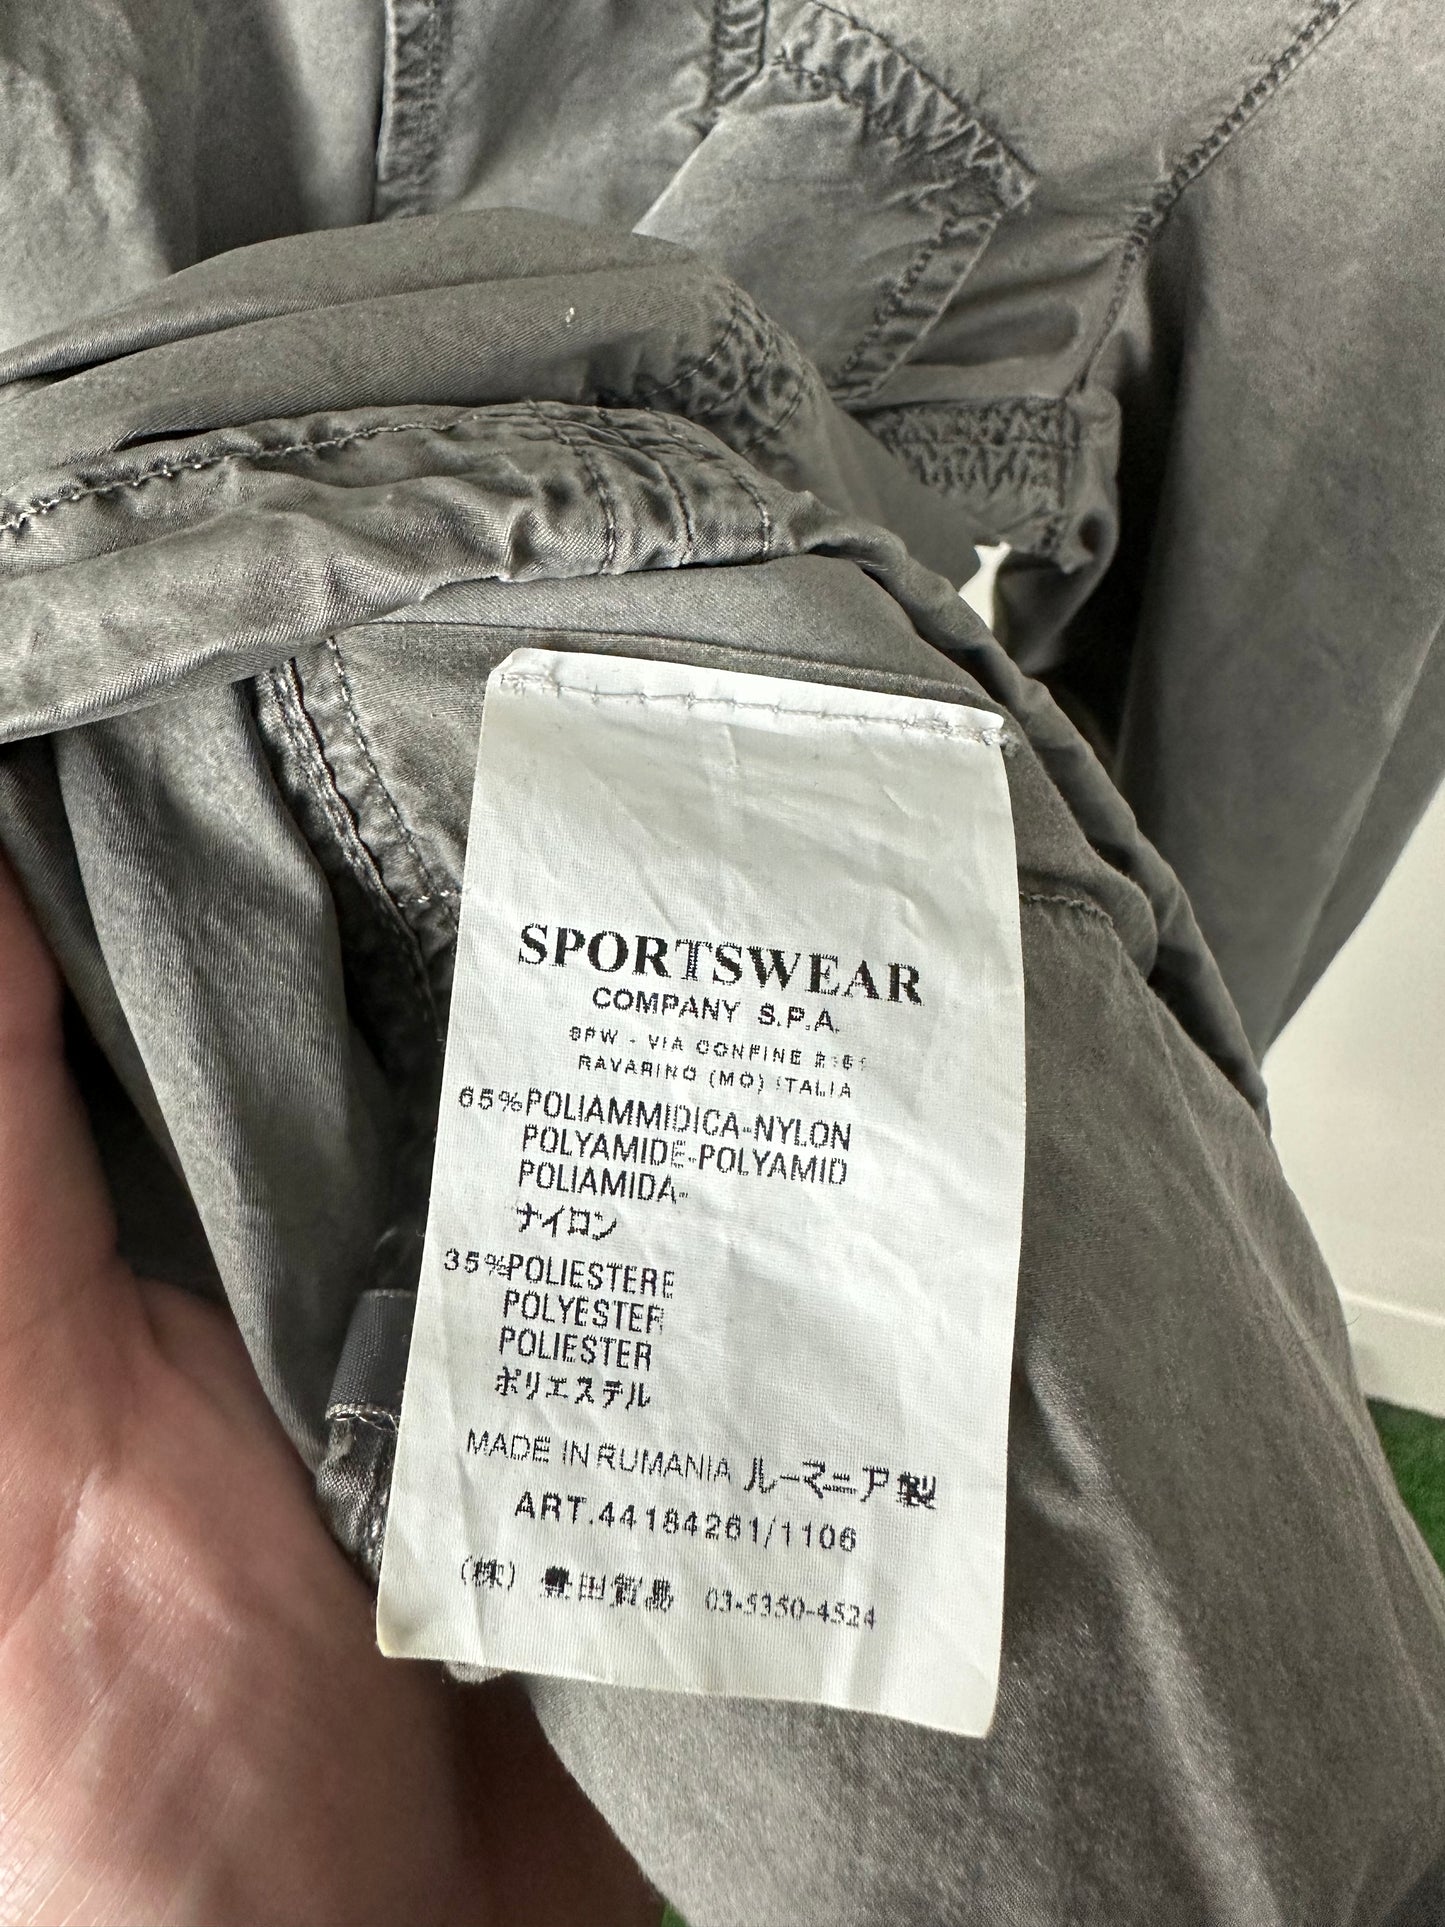 SPORTSWEAR
COMPANY S.P.A.
SPW - VIA CONFINE
RAVARINO (MO) ITALIA
65% POLIAMMIDICA-NYLON
POLYAMIDE-POLYAMID
POLIAMIDA-
ナイロン
35% POLIESTERE
POLYESTER
POLIESTER
ポリエステル
MADE IN RUMANIA ルーマニア製
ART.44184261/1106
(株) 豊田貿易 03-5350-4524